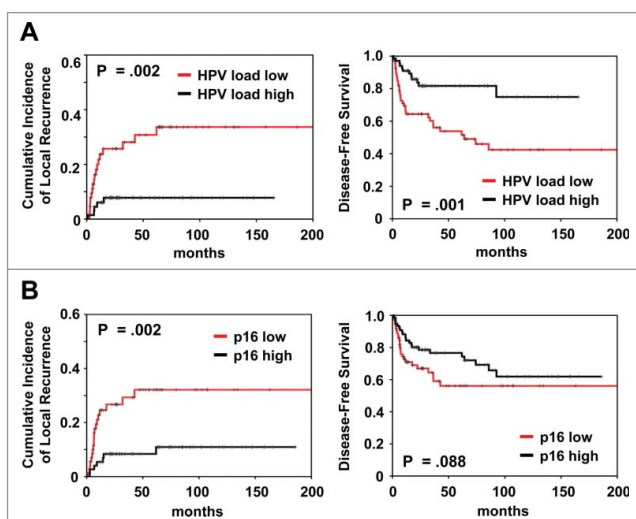 A
Cumulative Incidence
of Local Recurrence
0.6
0.4
0.2
0
P = .002
HPV load low
HPV load high
0 50 100 150 200
months
Disease-Free Survival
1.0
0.8
0.6
0.4
0.2
0
HPV load low
P = .001
HPV load high
0 50 100 150 200
months
B
Cumulative Incidence
of Local Recurrence
0.6
0.4
0.2
0
P = .002
p16 low
p16 high
0 50 100 150 200
months
Disease-Free Survival
1.0
0.8
0.6
0.4
0.2
0
p16 low
p16 high
P = .088
0 50 100 150 200
months